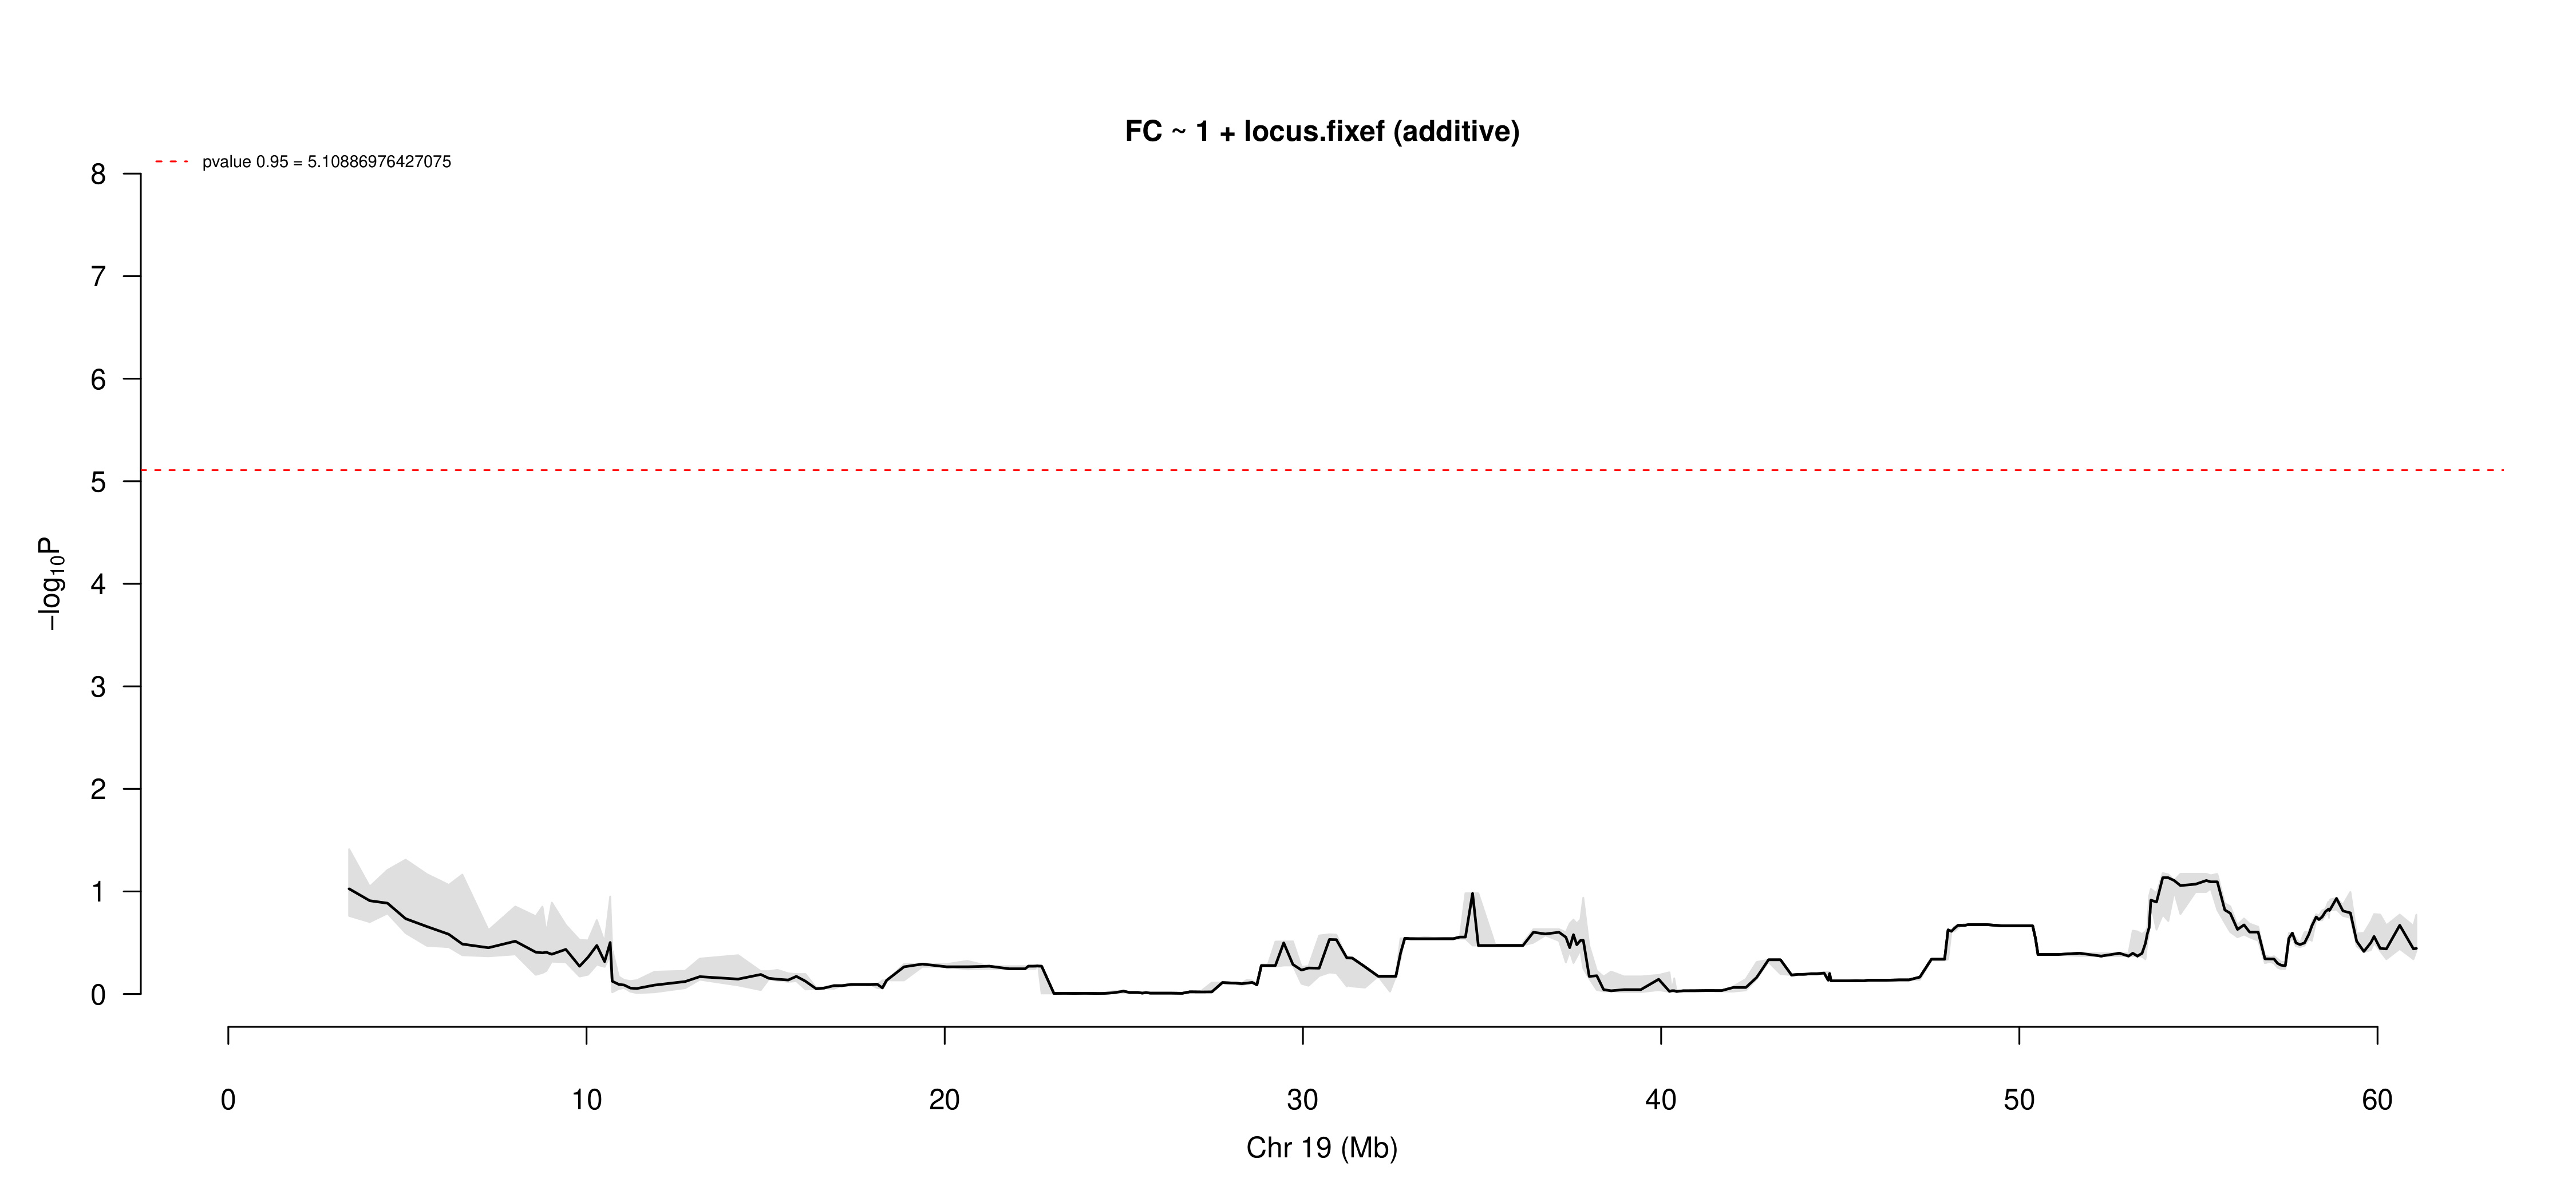 FC ~ 1 + locus.fixef (additive)
pvalue 0.95 = 5.10886976427075
8
7
6
5
4
3
2
1
0
−log10P
0 10 20 30 40 50 60
Chr 19 (Mb)